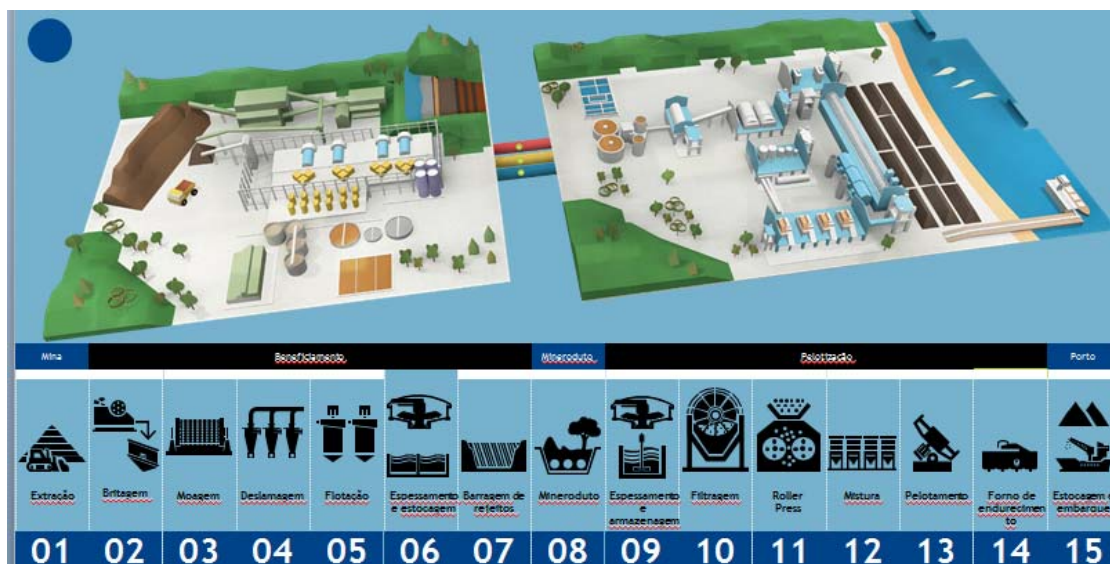 Mina Beneficiamento Mineroduto Pelotização Porto
Extração
Britagem
Moagem
Deslamagem
Flotação
Espessamento
e estocagem
Barragem de
rejeitos
Mineroduto
Espessamento
e
armazenagem
Filtragem
Roller
Press
Mistura
Pelotamento
Forno de
endurecimen
to
Estocagem e
embarque
01 02 03 04 05 06 07 08 09 10 11 12 13 14 15